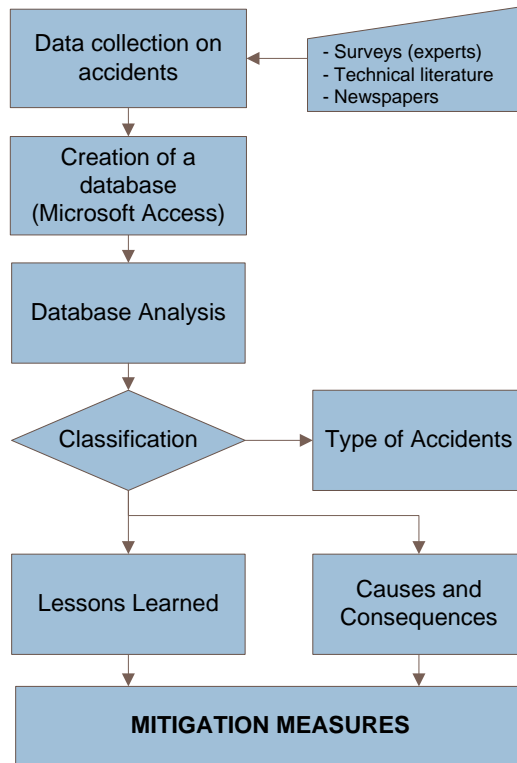 Data collection on
accidents
- Surveys (experts)
- Technical literature
- Newspapers
Creation of a
database
(Microsoft Access)
Database Analysis
Classification
Type of Accidents
Lessons Learned
Causes and
Consequences
MITIGATION MEASURES